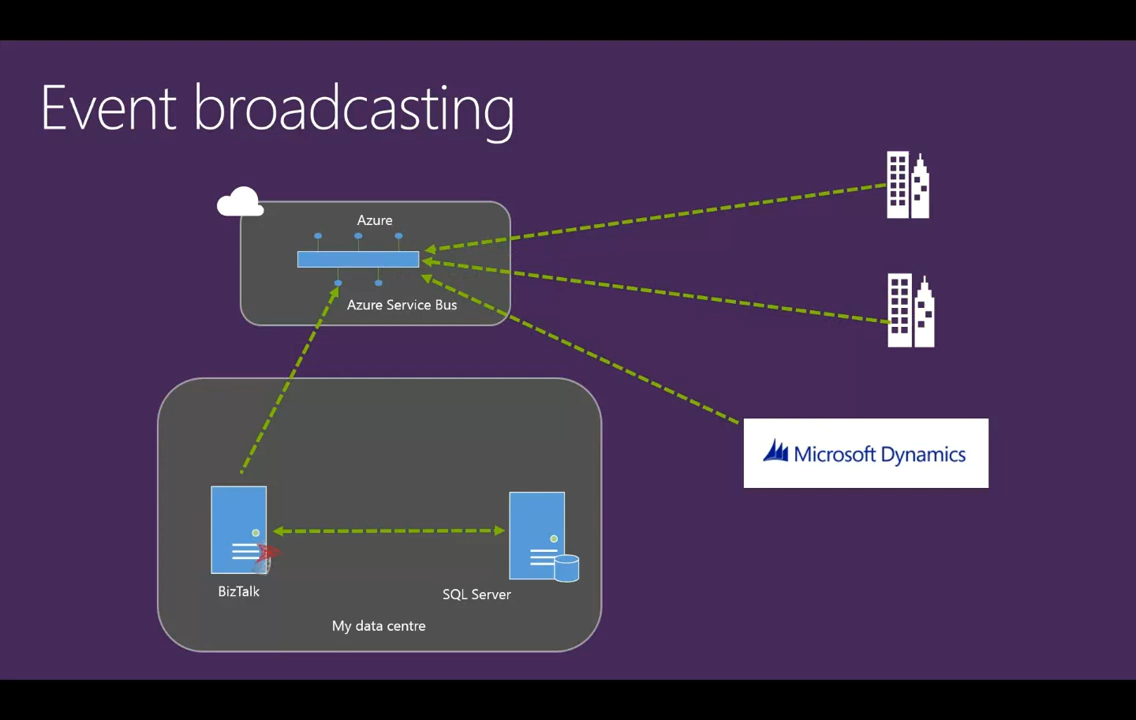 Event broadcasting
Azure
Azure Service Bus
Microsoft Dynamics
BizTalk
SQL Server
My data centre